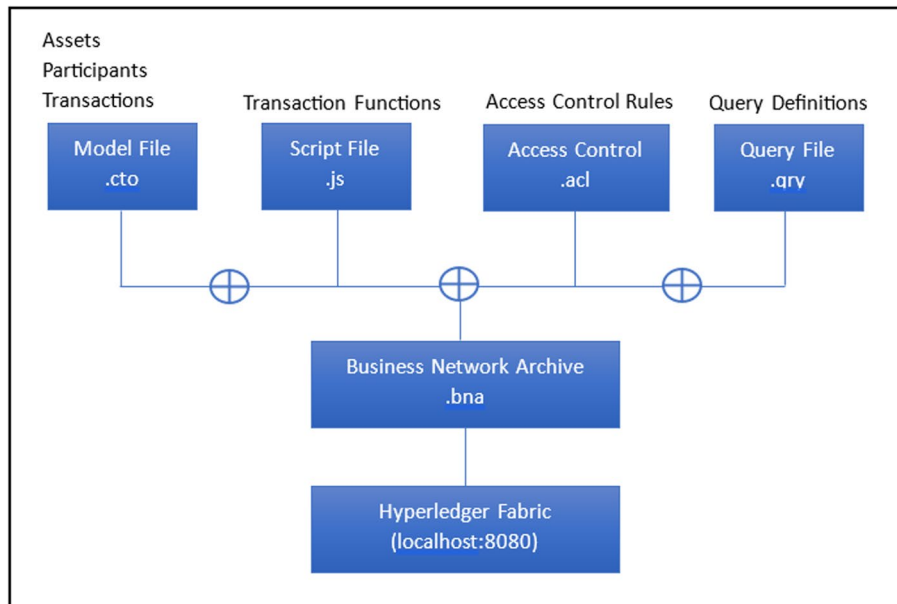 Assets
Participants
Transactions
Transaction Functions
Access Control Rules
Query Definitions
Model File
.cto
Script File
.js
Access Control
.acl
Query File
.qry
Business Network Archive
.bna
Hyperledger Fabric
(localhost:8080)